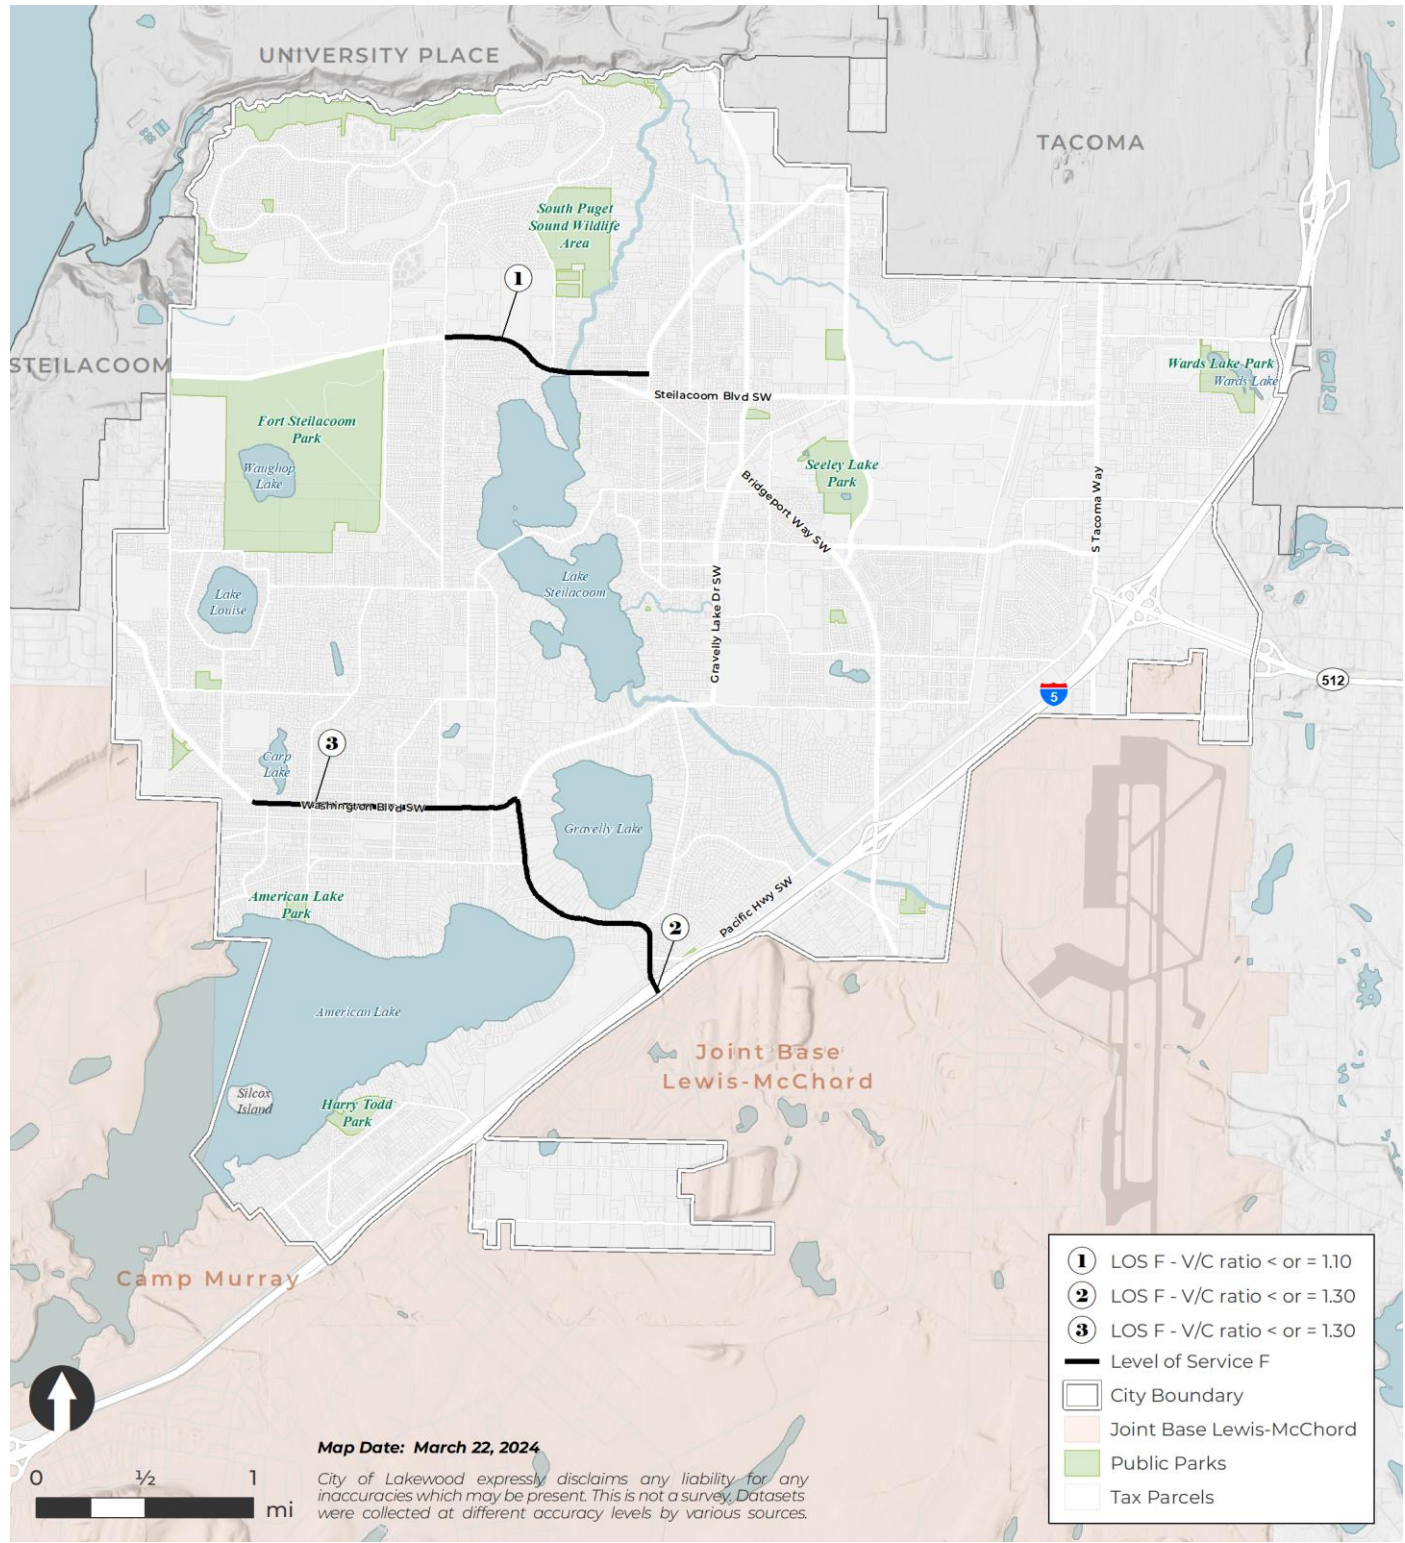 UNIVERSITY PLACE
TACOMA
South Puget
Sound Wildlife
Area
1
STEILACOOM
Wards Lake Park
Wards Lake
Steilacoom Blvd SW
Fort Steilacoom
Park
Waughop
Lake
Seeley Lake
Park
Bridgeport Way SW
S Tacoma Way
Lake
Steilacoom
Lake
Louise
Gravelly Lake Dr SW
512
5
3
Carp
Lake
Washington Blvd SW
Gravelly Lake
American Lake
Park
Pacific Hwy SW
2
American Lake
Joint Base
Lewis-McChord
Silcox
Island
Harry Todd
Park
Camp Murray
1 LOS F - V/C ratio < or = 1.10
2 LOS F - V/C ratio < or = 1.30
3 LOS F - V/C ratio < or = 1.30
Level of Service F
City Boundary
Joint Base Lewis-McChord
Public Parks
Tax Parcels
Map Date: March 22, 2024
City of Lakewood expressly disclaims any liability for any
inaccuracies which may be present. This is not a survey. Datasets
were collected at different accuracy levels by various sources.
0 ½ 1
mi